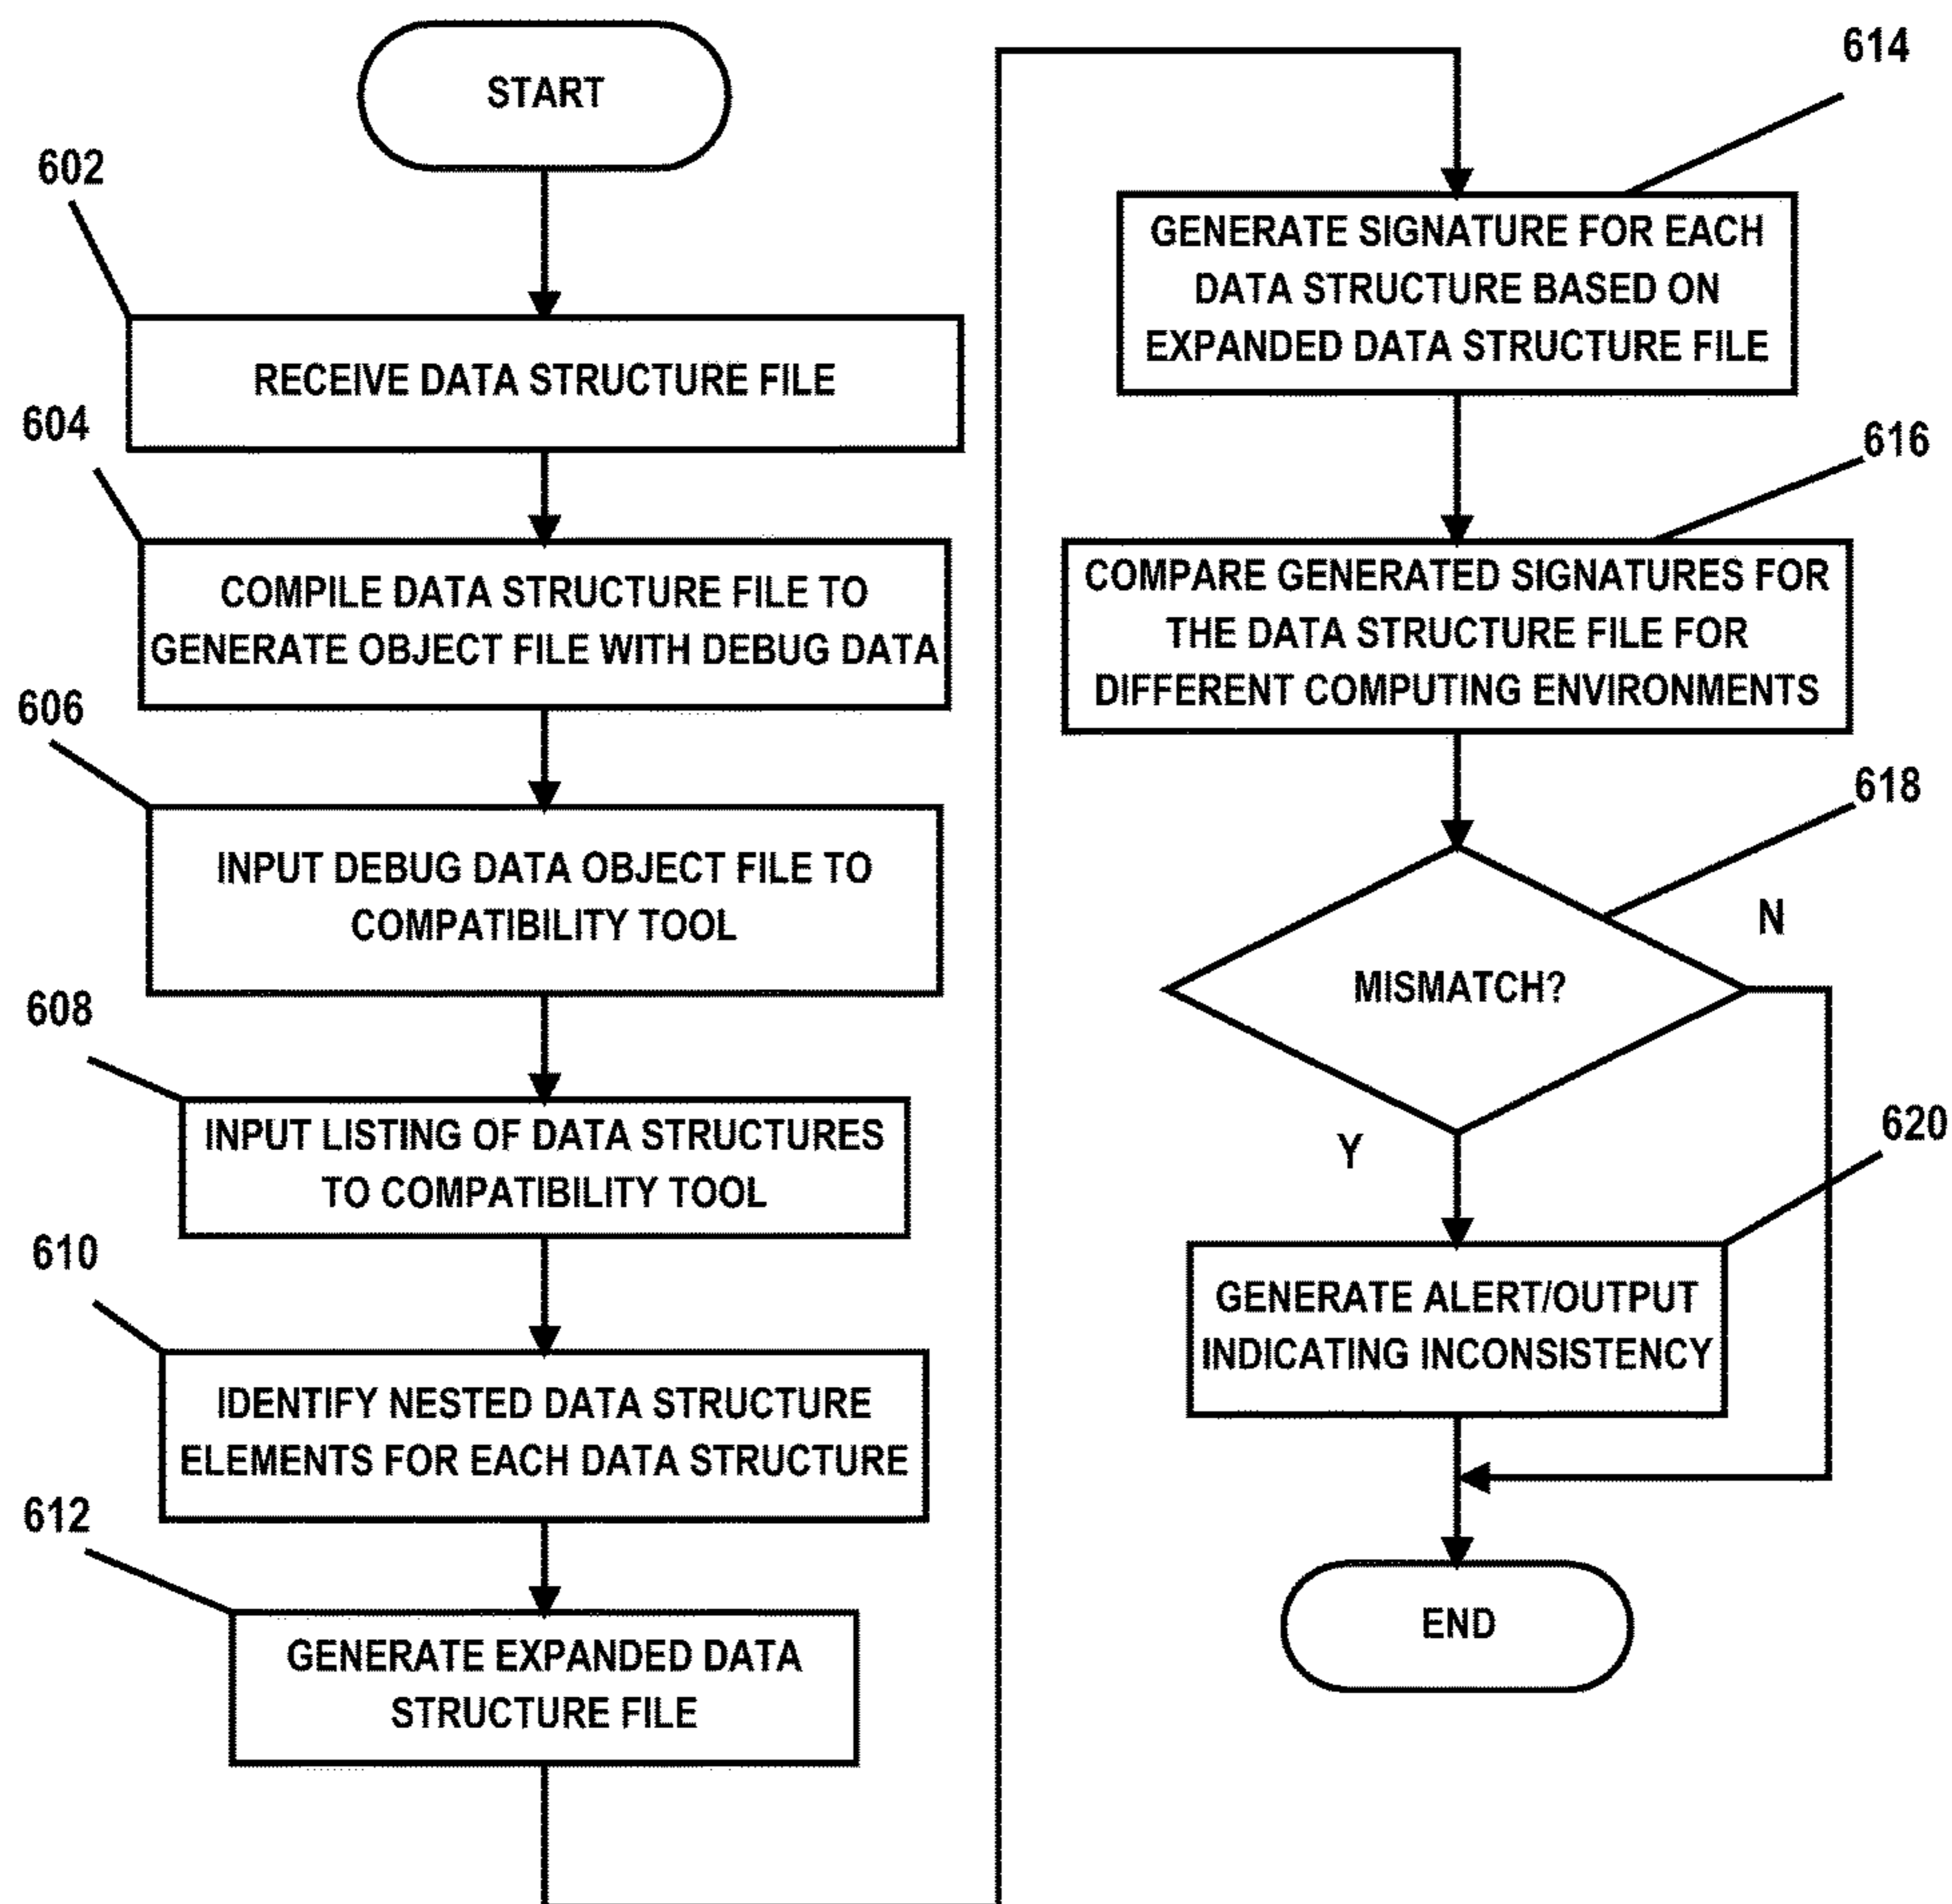 START
602
RECEIVE DATA STRUCTURE FILE
604
COMPILE DATA STRUCTURE FILE TO
GENERATE OBJECT FILE WITH DEBUG DATA
606
INPUT DEBUG DATA OBJECT FILE TO
COMPATIBILITY TOOL
608
INPUT LISTING OF DATA STRUCTURES
TO COMPATIBILITY TOOL
610
IDENTIFY NESTED DATA STRUCTURE
ELEMENTS FOR EACH DATA STRUCTURE
612
GENERATE EXPANDED DATA
STRUCTURE FILE
614
GENERATE SIGNATURE FOR EACH
DATA STRUCTURE BASED ON
EXPANDED DATA STRUCTURE FILE
616
COMPARE GENERATED SIGNATURES FOR
THE DATA STRUCTURE FILE FOR
DIFFERENT COMPUTING ENVIRONMENTS
618
N
MISMATCH?
Y
620
GENERATE ALERT/OUTPUT
INDICATING INCONSISTENCY
END